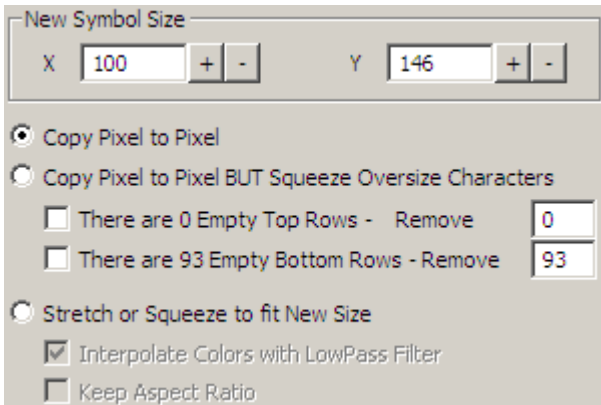 New Symbol Size
X 100 + - Y 146 + -
Copy Pixel to Pixel
Copy Pixel to Pixel BUT Squeeze Oversize Characters
There are 0 Empty Top Rows - Remove 0
There are 93 Empty Bottom Rows - Remove 93
Stretch or Squeeze to fit New Size
Interpolate Colors with LowPass Filter
Keep Aspect Ratio